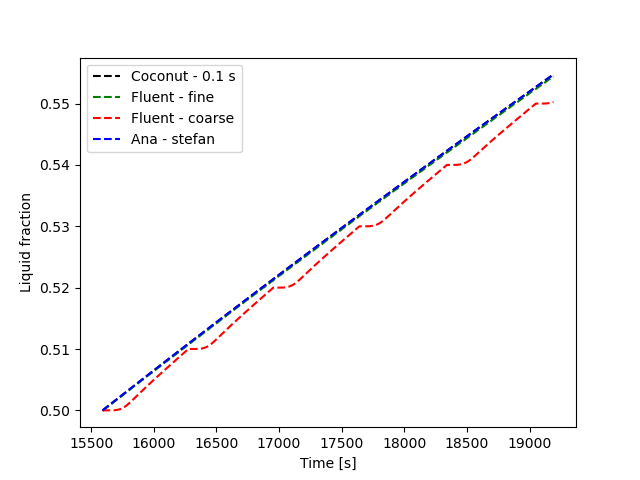 Coconut - 0.1 s
Fluent - fine
Fluent - coarse
Ana - stefan
0.55
0.54
0.53
0.52
0.51
0.50
Liquid fraction
15500 16000 16500 17000 17500 18000 18500 19000
Time [s]